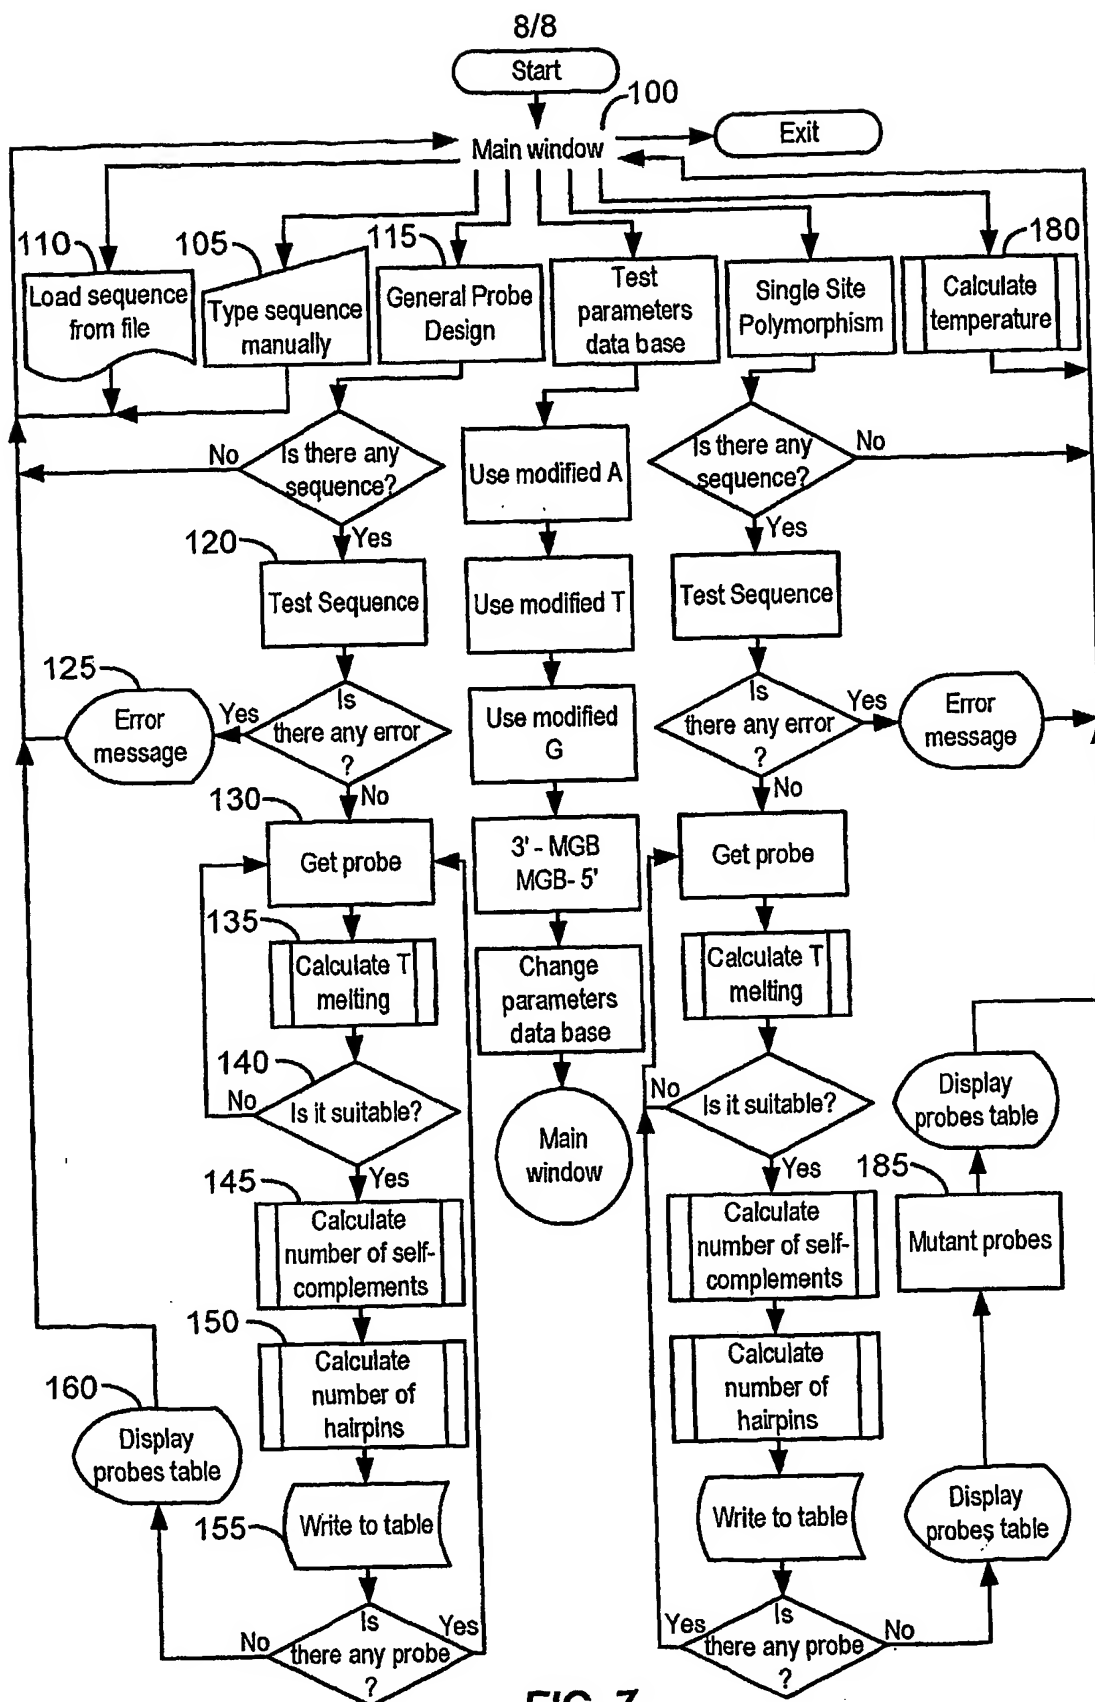 8/8
Start
100
Main window
Exit
110
Load sequence
from file
105
Type sequence
manually
115
General Probe
Design
Test
parameters
data base
Single Site
Polymorphism
180
Calculate
temperature
No
Is there any
sequence?
Yes
Use modified A
Is there any
sequence?
No
Yes
120
Test Sequence
Use modified T
Test Sequence
125
Error
message
Yes
Is
there any error
?
No
Use modified
G
Is
there any error
?
Yes
No
Error
message
130
Get probe
3' - MGB
MGB- 5'
Get probe
135
Calculate T
melting
Change
parameters
data base
Calculate T
melting
140
No
Is it suitable?
Yes
Main
window
No
Is it suitable?
Yes
Display
probes table
185
Mutant probes
145
Calculate
number of self-
complements
Calculate
number of self-
complements
150
Calculate
number of
hairpins
Calculate
number of
hairpins
160
Display
probes table
155
Write to table
Write to table
Display
probes table
No
Is
there any probe
?
Yes
Yes
Is
there any probe
?
No